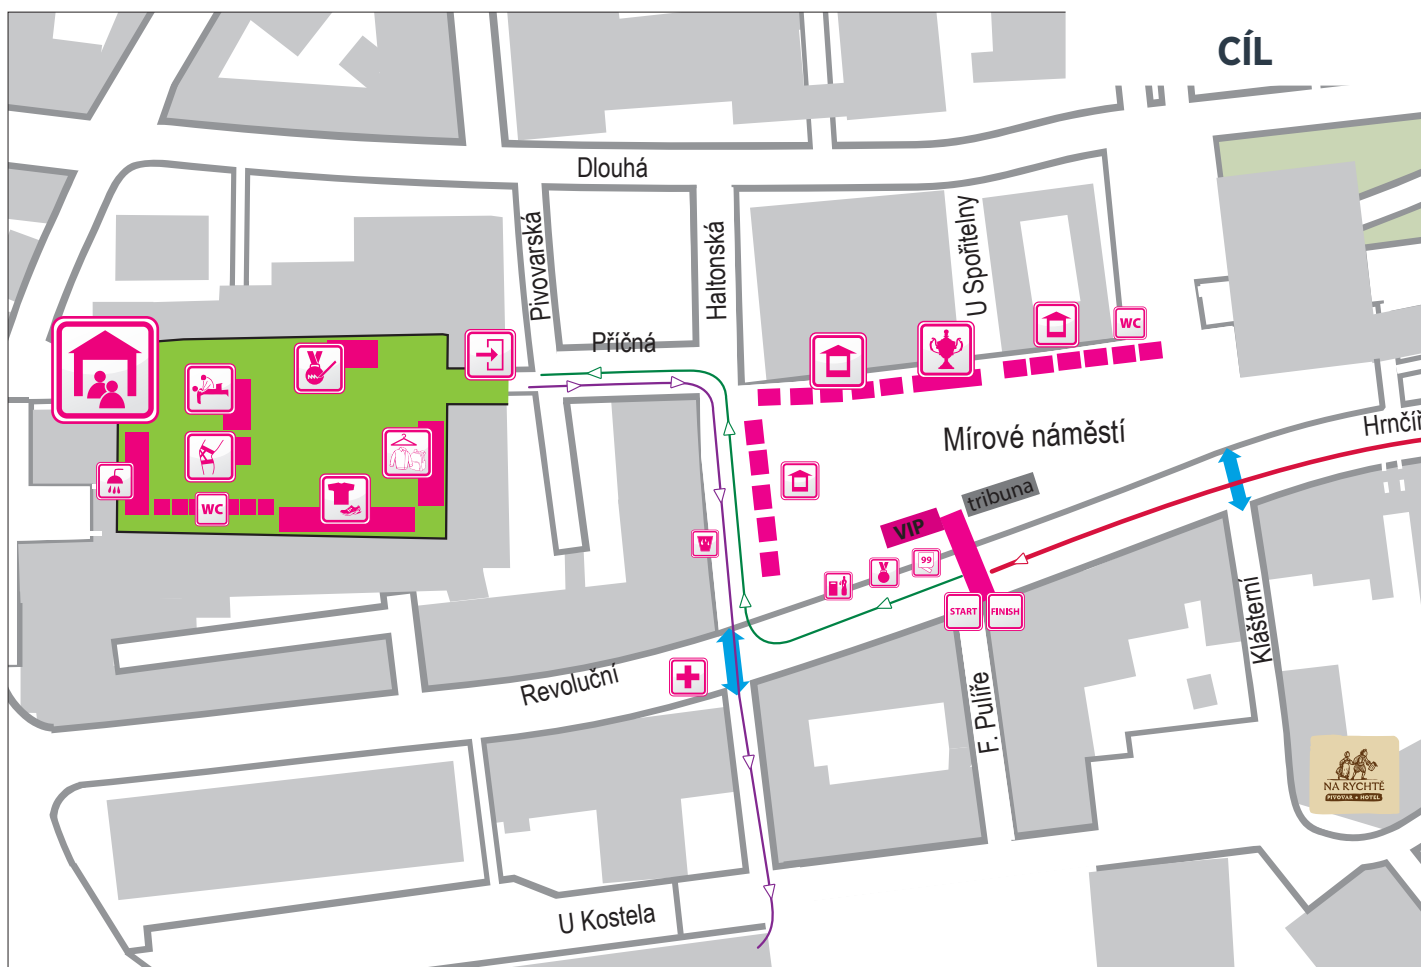 CÍL
Dlouhá
Pivovarská
Haltonská
U Spořitelny
Příčná
WC
Mírové náměstí
Hrnčíř
WC
tribuna
VIP
99
START
FINISH
Revoluční
F. Pulíře
Klášterní
NA RYCHTĚ
PIVOVAR • HOTEL
U Kostela